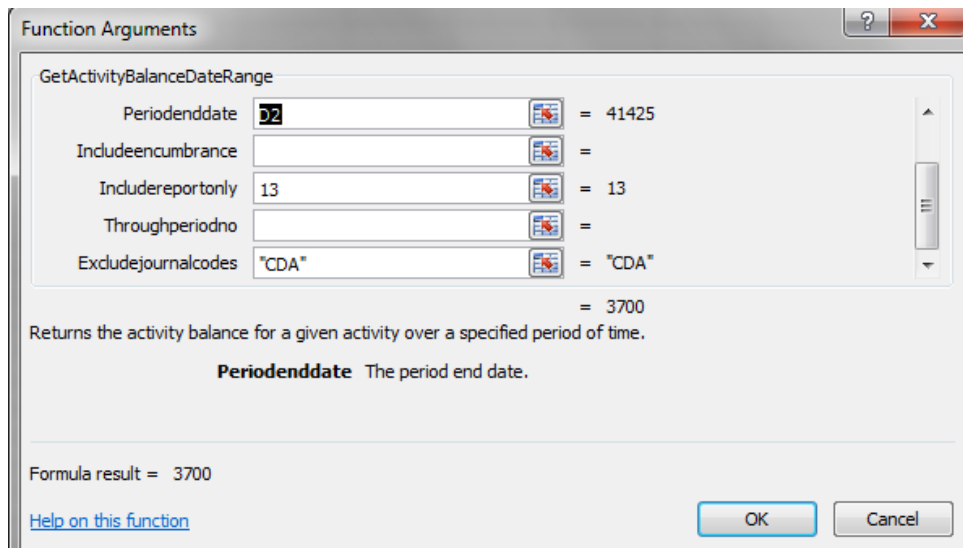 Function Arguments
GetActivityBalanceDateRange
Periodenddate D2 = 41425
Includeencumbrance =
Includereportonly 13 = 13
Throughperiodno =
Excludejournalcodes "CDA" = "CDA"
= 3700
Returns the activity balance for a given activity over a specified period of time.
Periodenddate The period end date.
Formula result = 3700
Help on this function OK Cancel